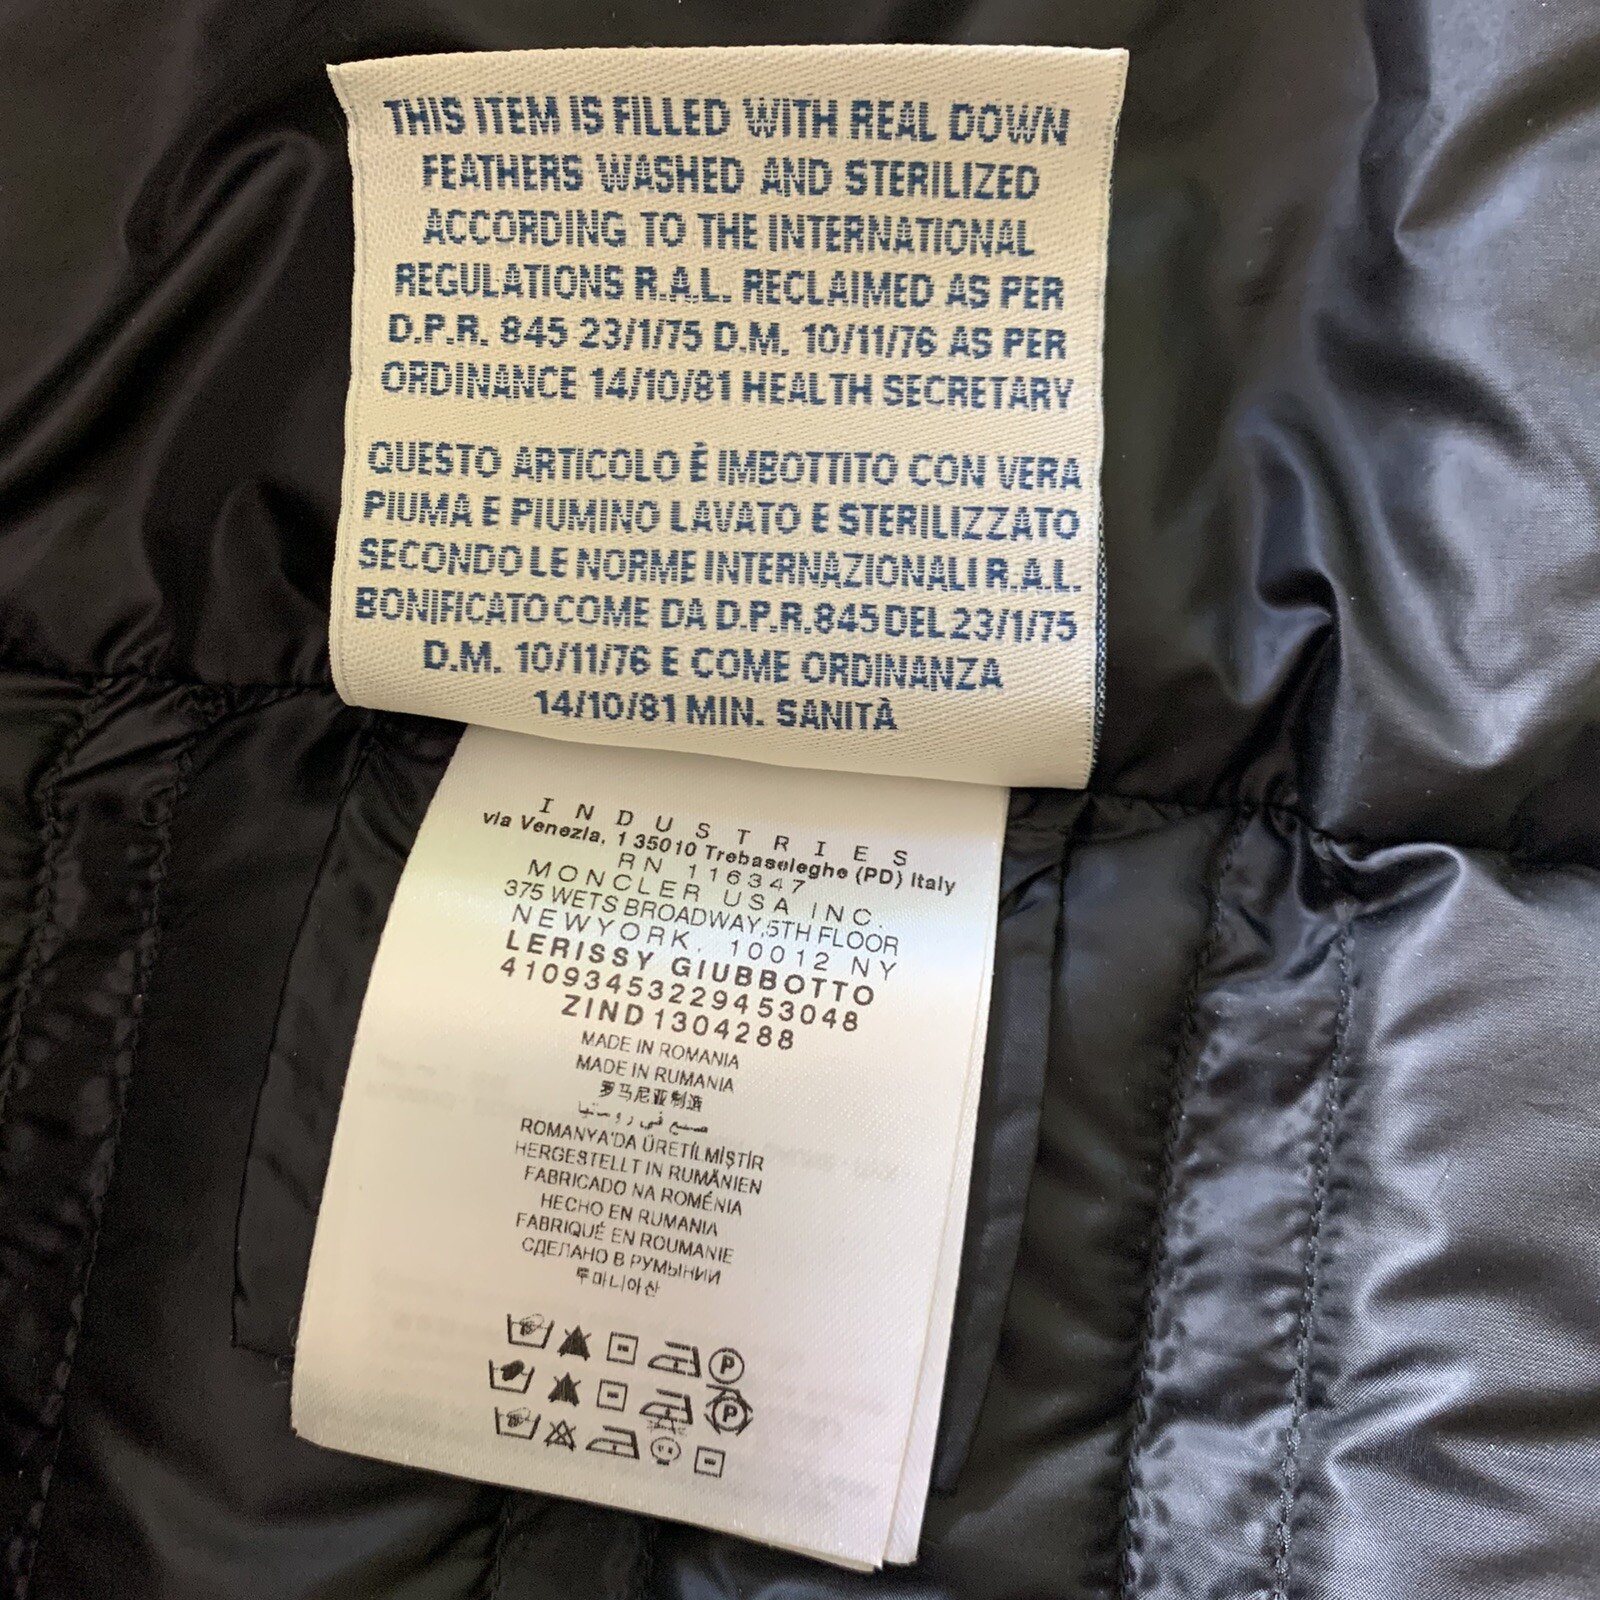 THIS ITEM IS FILLED WITH REAL DOWN
FEATHERS WASHED AND STERILIZED
ACCORDING TO THE INTERNATIONAL
REGULATIONS R.A.L. RECLAIMED AS PER
D.P.R. 845 23/1/75 D.M. 10/11/76 AS PER
ORDINANCE 14/10/81 HEALTH SECRETARY
QUESTO ARTICOLO É IMBOTTITO CON VERA
PIUMA E PIUMINO LAVATO E STERILIZZATO
SECONDO LE NORME INTERNAZIONALI R.A.L.
BONIFICATO COME DA D.P.R.845 DEL 23/1/75
D.M. 10/11/76 E COME ORDINANZA
14/10/81 MIN. SANITÀ
INDUSTRIES
via Venezia, 1 35010 Trebaseleghe (PD) Italy
RN 116347
MONCLER USA INC.
375 WETS BROADWAY,5TH FLOOR
NEWYORK. 10012 NY
LERISSY GIUBBOTTO
41093453229453048
ZIND1304288
MADE IN ROMANIA
MADE IN RUMANIA
罗马尼亚制造
صنع في رومانيا
ROMANYA'DA ÜRETİLMİŞTİR
HERGESTELLT IN RUMÄNIEN
FABRICADO NA ROMÉNIA
HECHO EN RUMANIA
FABRIQUÉ EN ROUMANIE
СДЕЛАНО В РУМЫНИИ
루마니아산
P
P